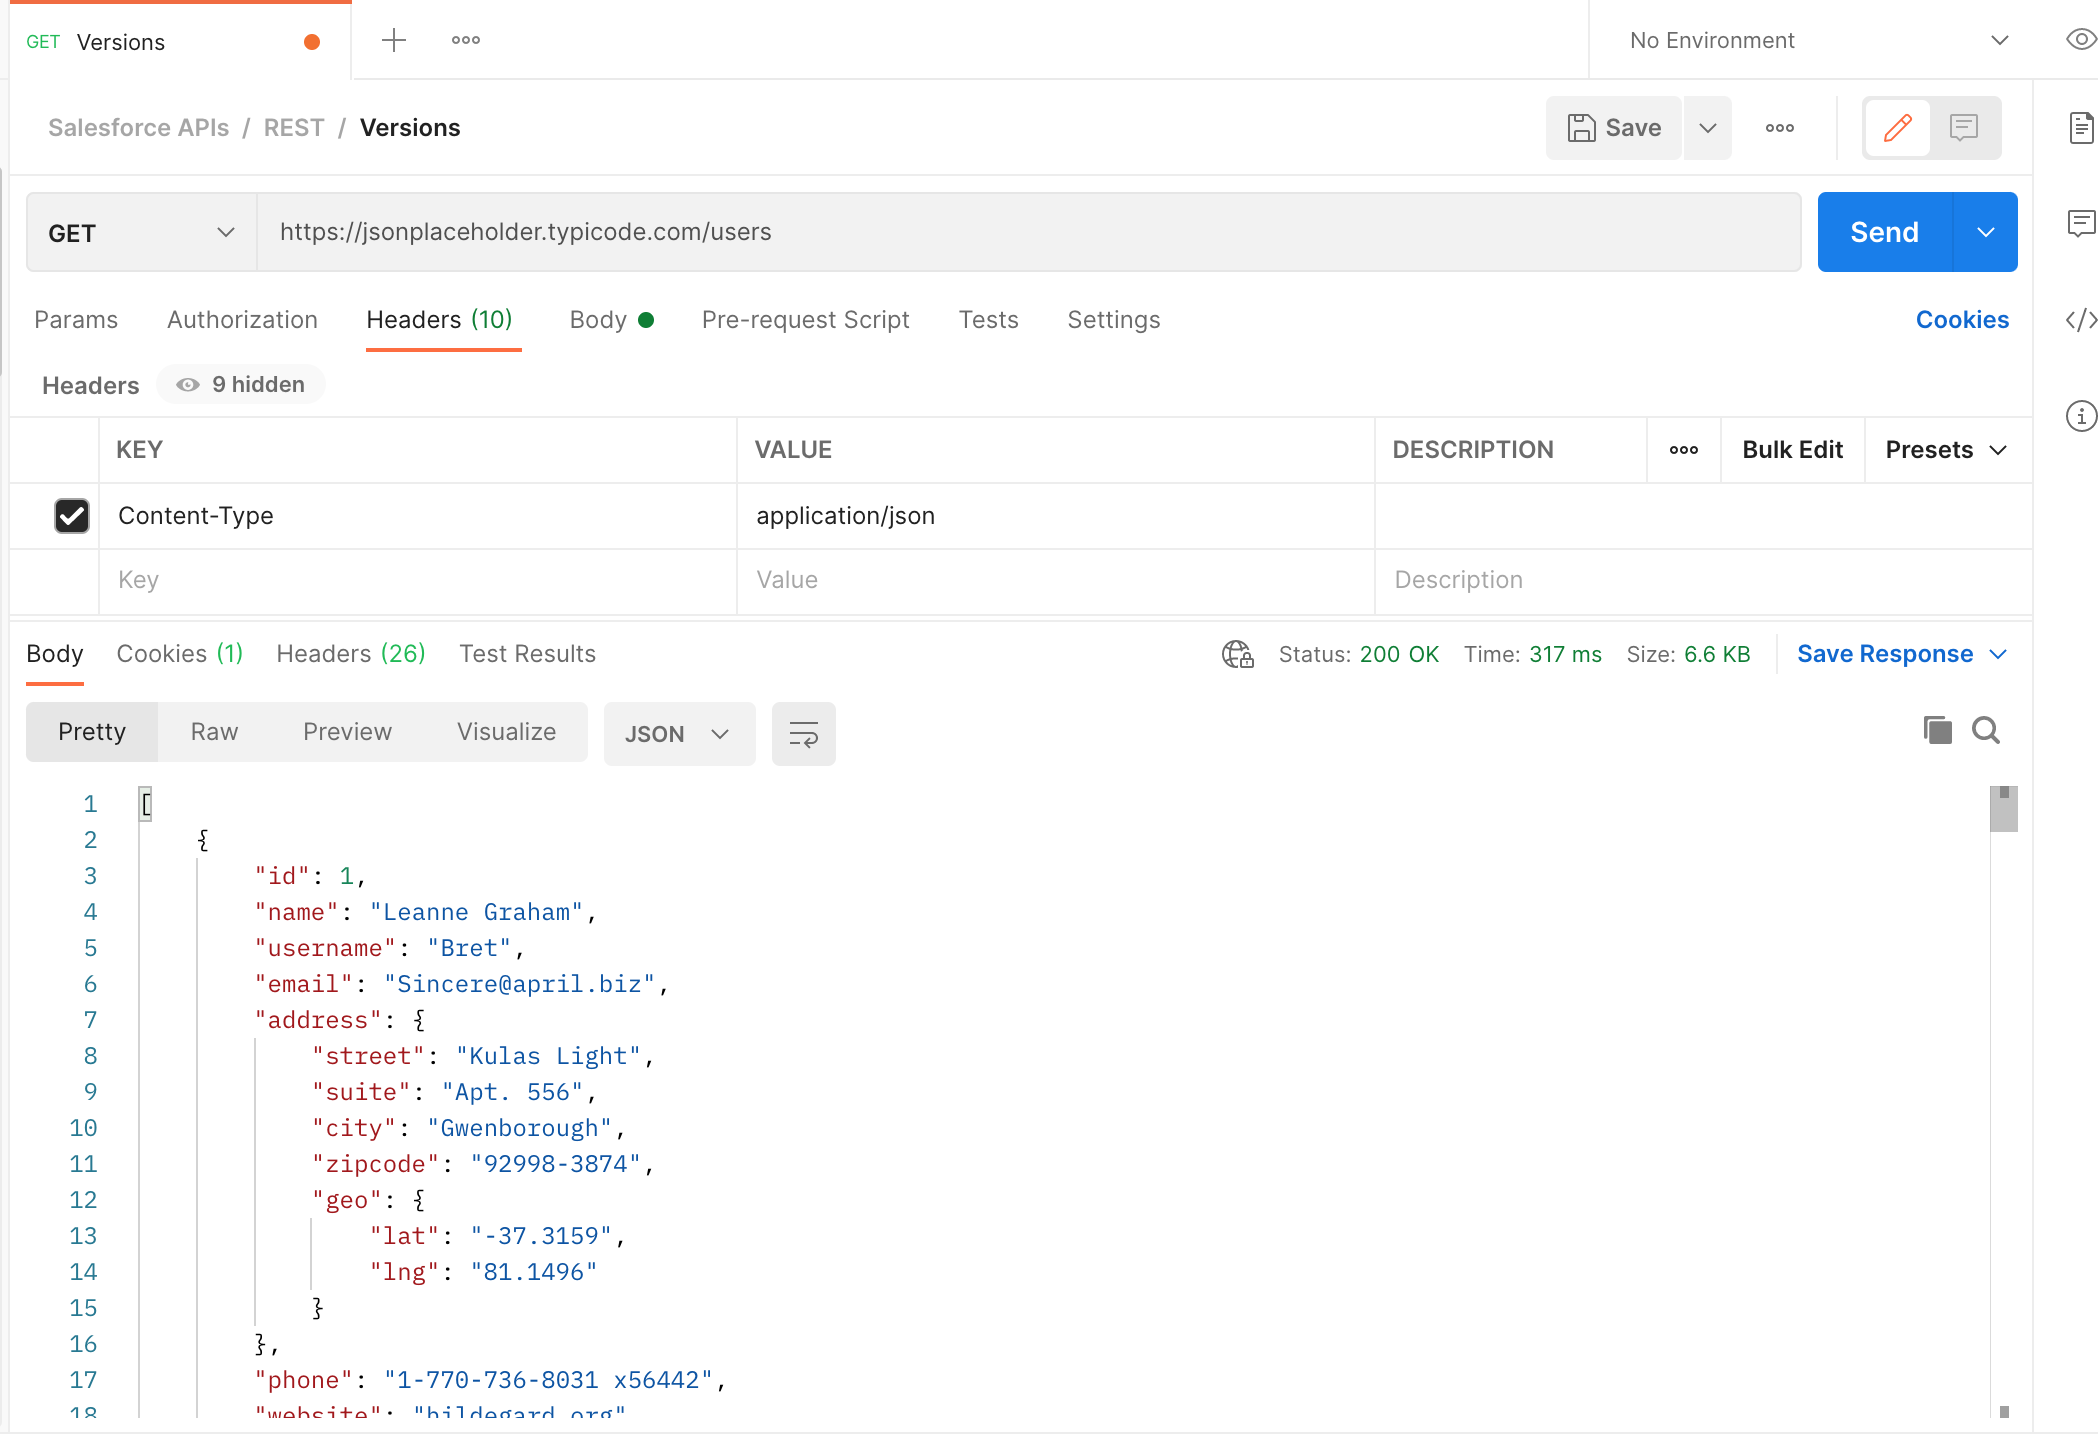 GET Versions
No Environment
Salesforce APIs / REST / Versions
Save
GET https://jsonplaceholder.typicode.com/users
Send
Params Authorization Headers (10) Body Pre-request Script Tests Settings Cookies
Headers 9 hidden
KEY VALUE DESCRIPTION Bulk Edit Presets
Content-Type application/json
Key Value Description
Body Cookies (1) Headers (26) Test Results Status: 200 OK Time: 317 ms Size: 6.6 KB Save Response
Pretty Raw Preview Visualize JSON
1 [
2 {
3 "id": 1,
4 "name": "Leanne Graham",
5 "username": "Bret",
6 "email": "Sincere@april.biz",
7 "address": {
8 "street": "Kulas Light",
9 "suite": "Apt. 556",
10 "city": "Gwenborough",
11 "zipcode": "92998-3874",
12 "geo": {
13 "lat": "-37.3159",
14 "lng": "81.1496"
15 }
16 },
17 "phone": "1-770-736-8031 x56442",
18 "website": "hildegard.org"